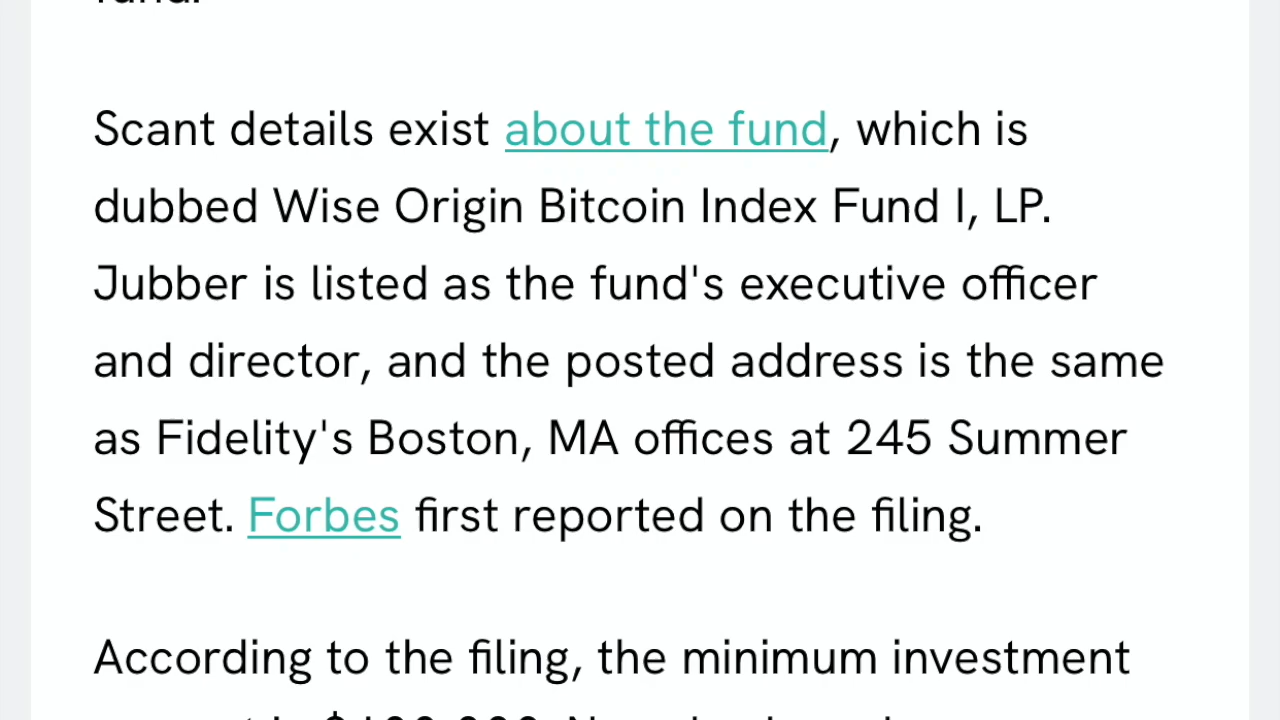 fund.
Scant details exist about the fund, which is
dubbed Wise Origin Bitcoin Index Fund I, LP.
Jubber is listed as the fund's executive officer
and director, and the posted address is the same
as Fidelity's Boston, MA offices at 245 Summer
Street. Forbes first reported on the filing.
According to the filing, the minimum investment